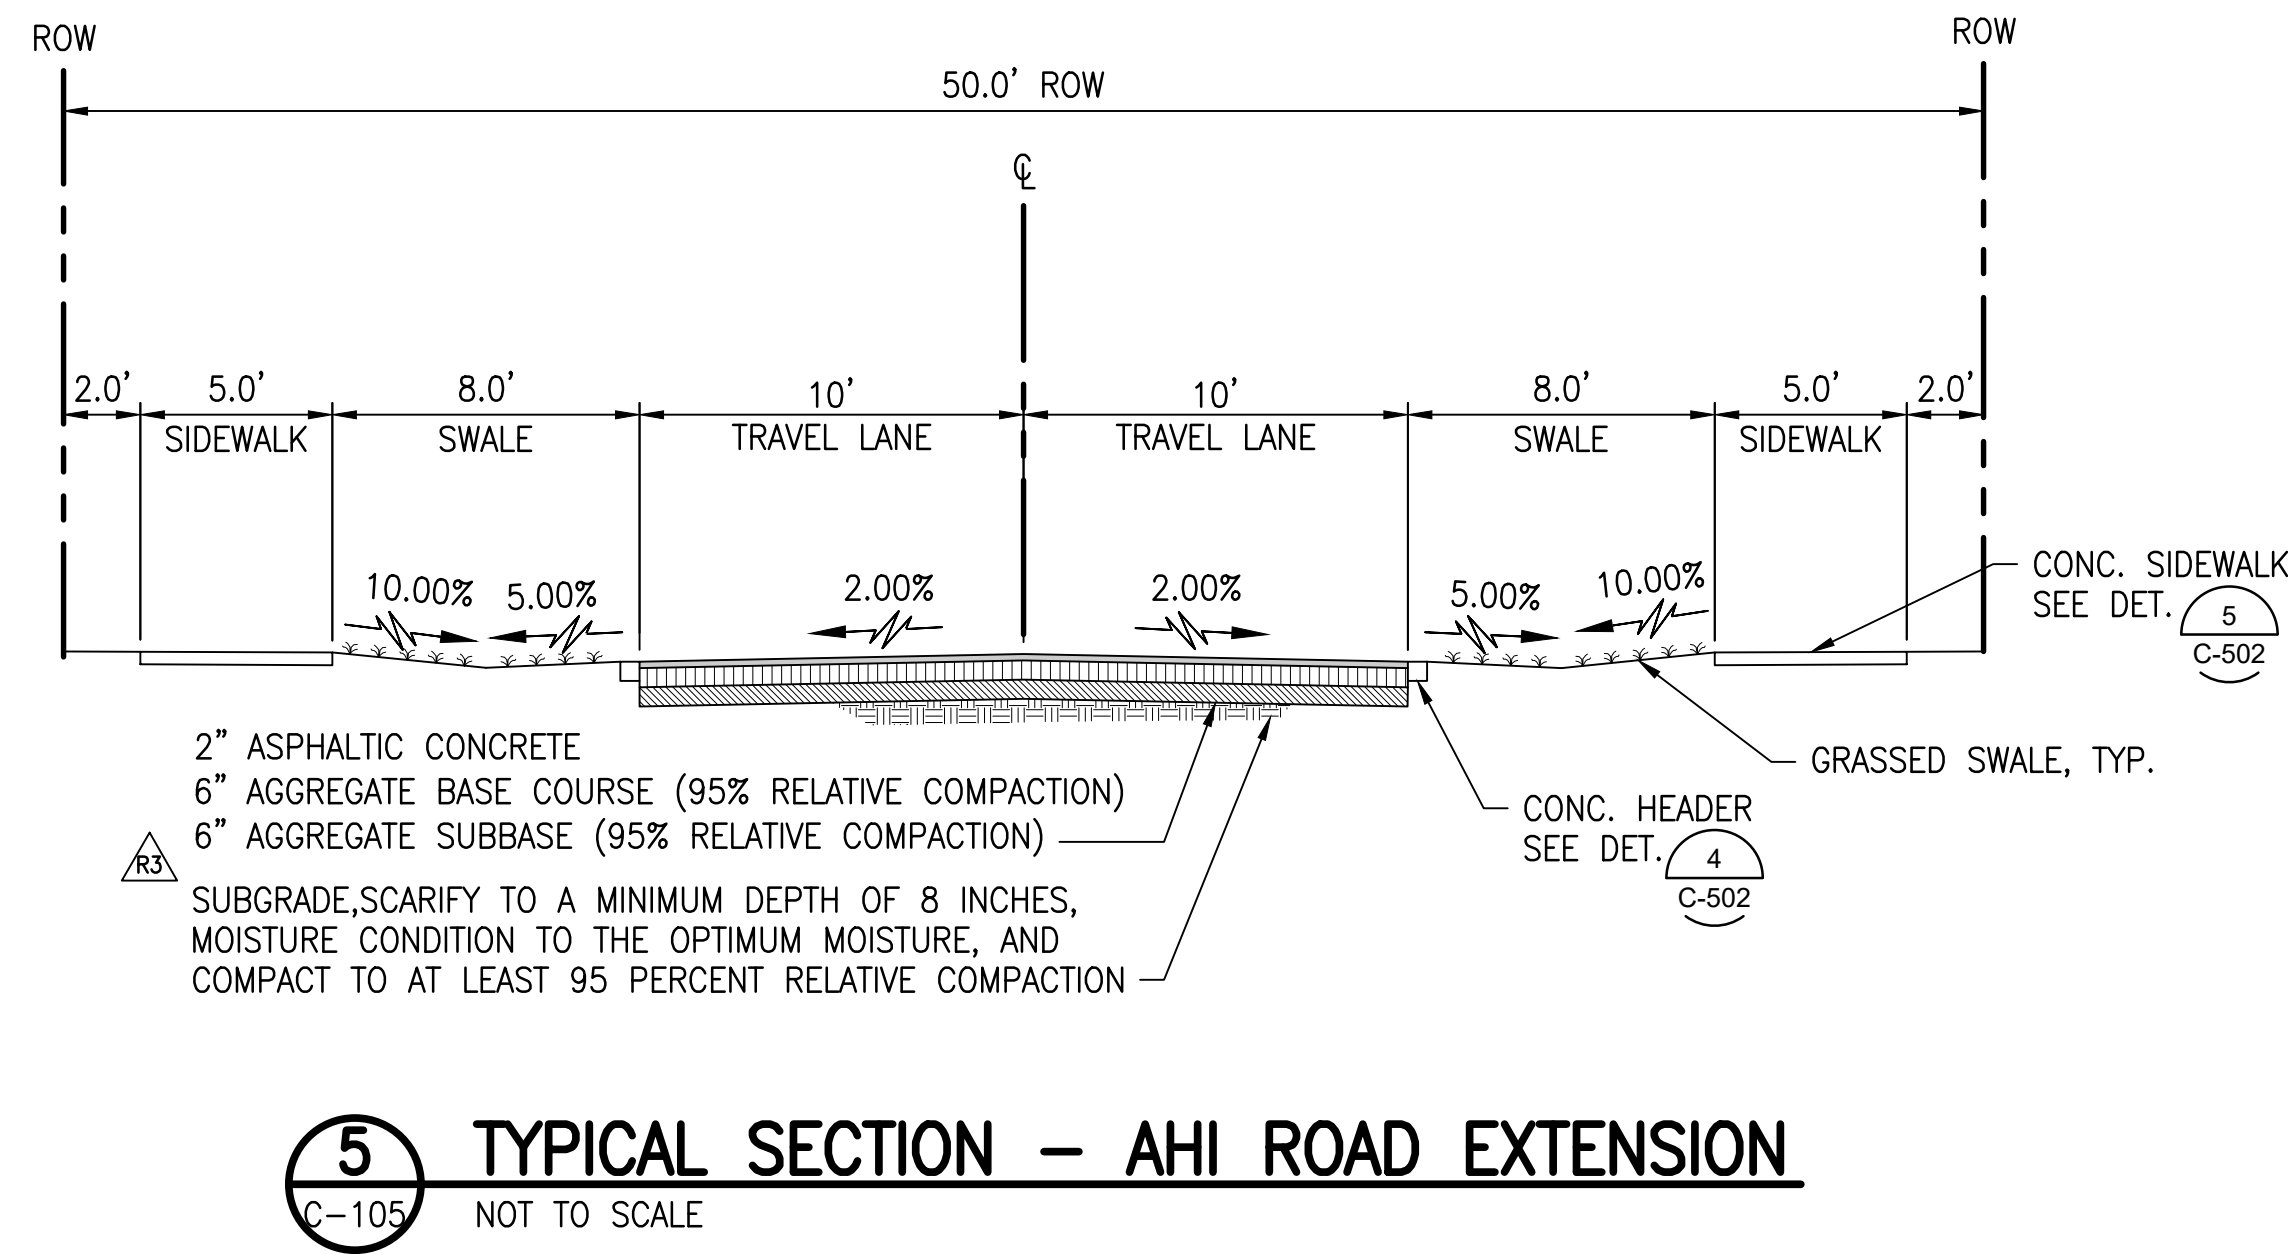 ROW
ROW
50.0' ROW
℄
2.0'
5.0'
8.0'
10'
10'
8.0'
5.0'
2.0'
SIDEWALK
SWALE
TRAVEL LANE
TRAVEL LANE
SWALE
SIDEWALK
10.00%
5.00%
2.00%
2.00%
5.00%
10.00%
CONC. SIDEWALK
SEE DET.
5
C-502
2" ASPHALTIC CONCRETE
6" AGGREGATE BASE COURSE (95% RELATIVE COMPACTION)
6" AGGREGATE SUBBASE (95% RELATIVE COMPACTION)
R3
SUBGRADE,SCARIFY TO A MINIMUM DEPTH OF 8 INCHES,
MOISTURE CONDITION TO THE OPTIMUM MOISTURE, AND
COMPACT TO AT LEAST 95 PERCENT RELATIVE COMPACTION
GRASSED SWALE, TYP.
CONC. HEADER
SEE DET.
4
C-502
5
C-105
TYPICAL SECTION - AHI ROAD EXTENSION
NOT TO SCALE